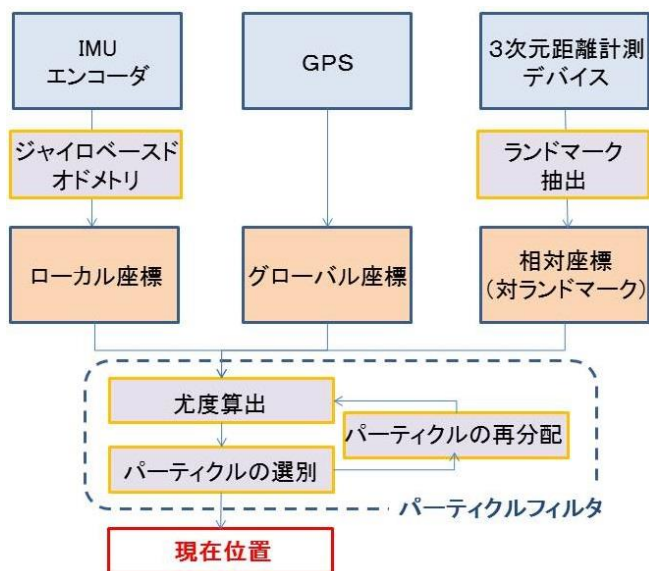 IMU
エンコーダ
GPS
3次元距離計測
デバイス
ジャイロベースド
オドメトリ
ランドマーク
抽出
ローカル座標
グローバル座標
相対座標
(対ランドマーク)
尤度算出
パーティクルの再分配
パーティクルの選別
パーティクルフィルタ
現在位置